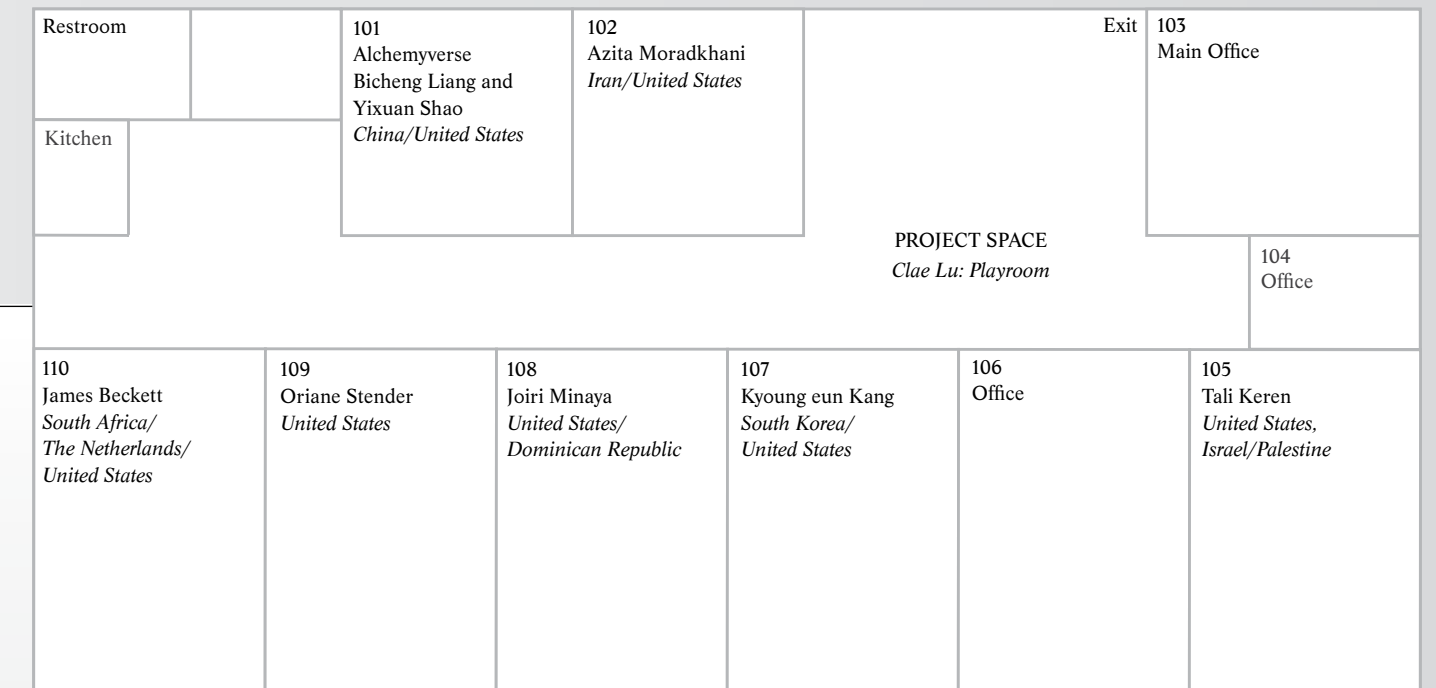 Restroom
101
Alchemyverse
Bicheng Liang and
Yixuan Shao
China/United States
102
Azita Moradkhani
Iran/United States
Exit
103
Main Office
Kitchen
PROJECT SPACE
Clae Lu: Playroom
104
Office
110
James Beckett
South Africa/
The Netherlands/
United States
109
Oriane Stender
United States
108
Joiri Minaya
United States/
Dominican Republic
107
Kyoung eun Kang
South Korea/
United States
106
Office
105
Tali Keren
United States,
Israel/Palestine